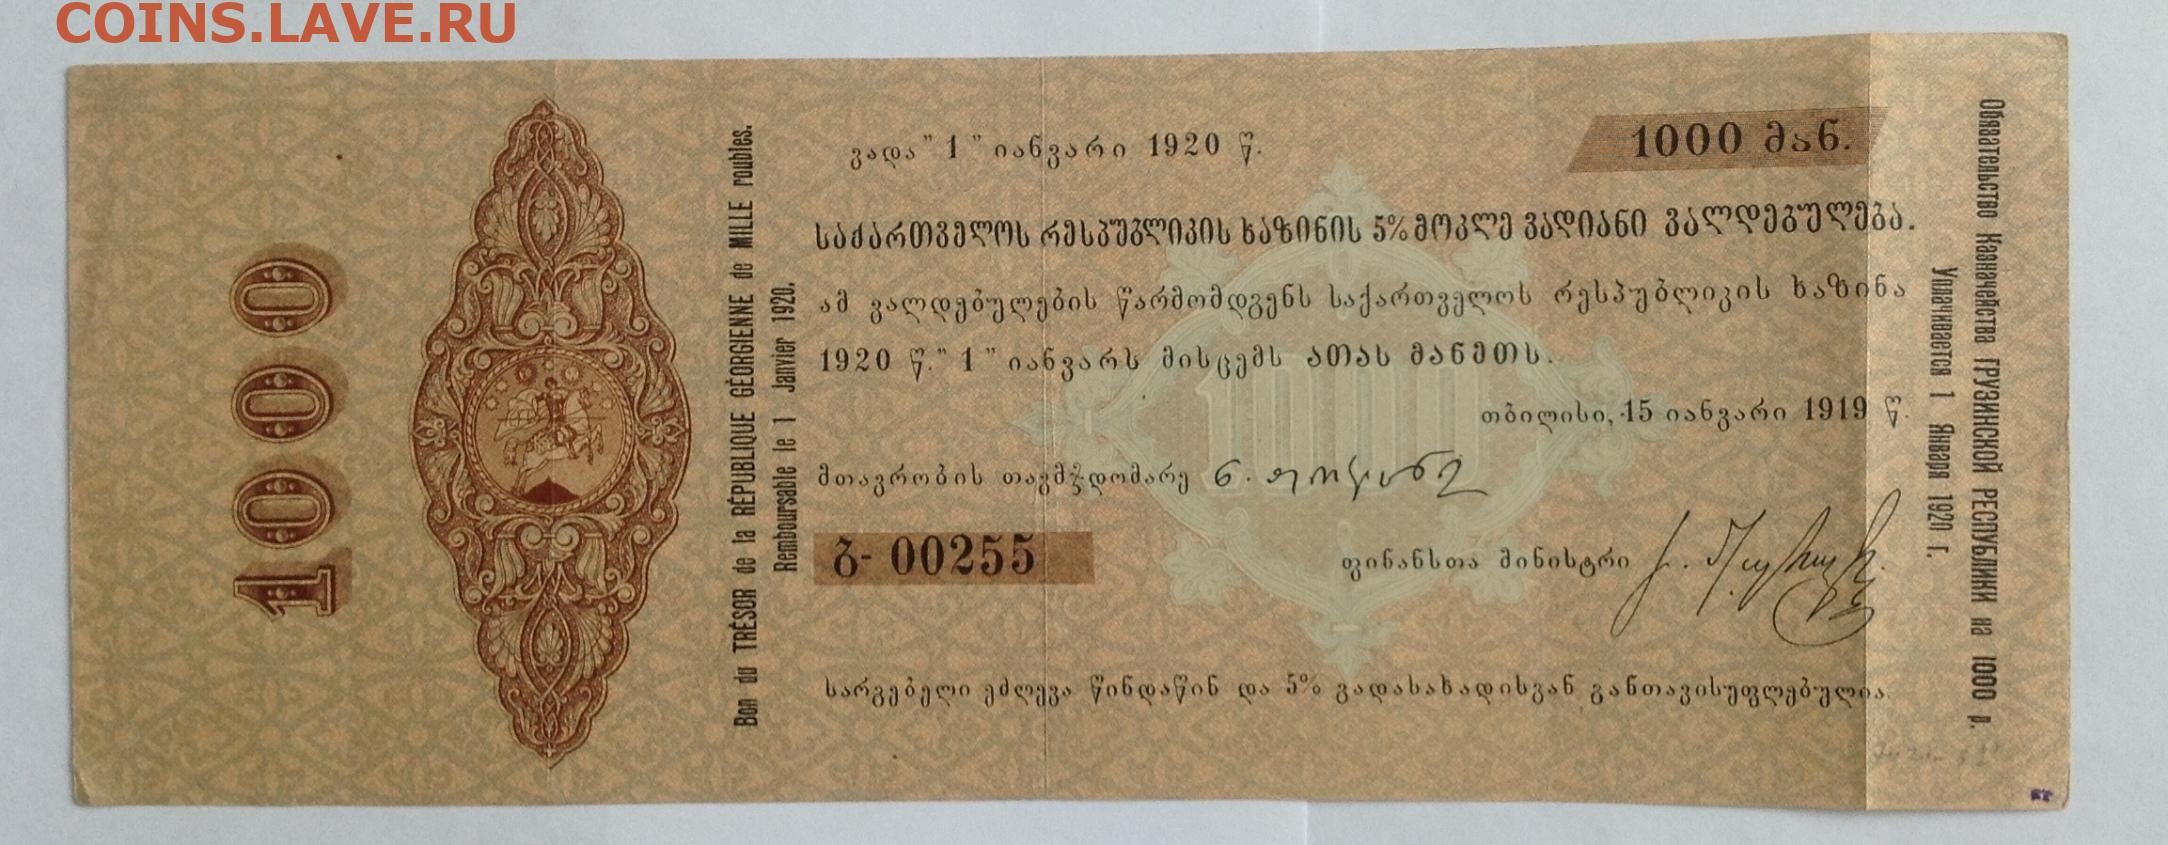 COINS.LAVE.RU
1000
Bon du TRÉSOR de la RÉPUBLIQUE GÉORGIENNE de MILLE roubles.
Remboursable le 1 Janvier 1920.
ვადა " 1 " იანვარი 1920 წ.
1000 მან.
საქართველოს რესპუბლიკის ხაზინის 5% მოკლე ვადიანი ვალდებულება.
ამ ვალდებულების წარმომდგენს საქართველოს რესპუბლიკის ხაზინა
1920 წ. " 1 " იანვარს მისცემს ათას მანეთს.
1000
თბილისი, 15 იანვარი 1919 წ.
მთავრობის თავმჯდომარე ნ.
ბ- 00255
ფინანსთა მინისტრი
სარგებელი ეძლევა წინდაწინ და 5% გადასახადისგან განთავისუფლებულია.
Обязательство Казначейства ГРУЗИНСКОЙ РЕСПУБЛИКИ на 1000 р.
Уплачивается 1 Января 1920 г.